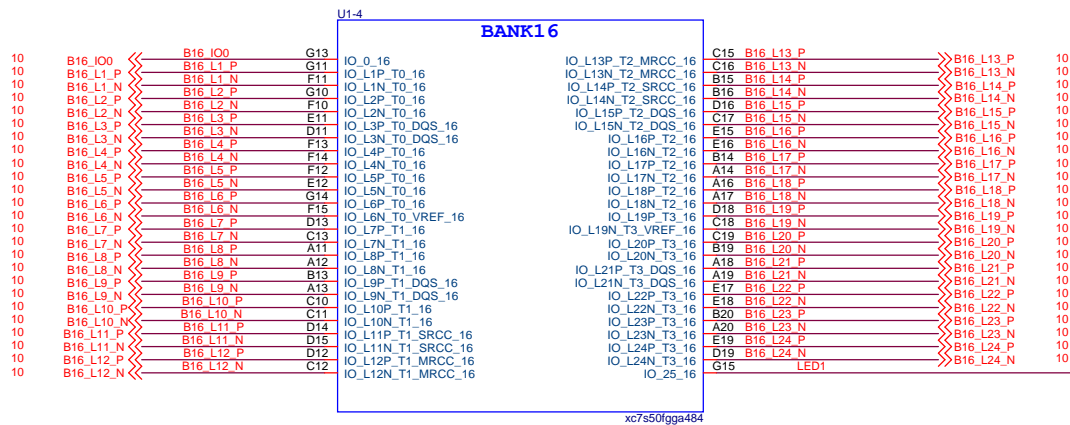 U1-4
BANK16
10 B16_IO0 B16_IO0 G13 IO_0_16 IO_L13P_T2_MRCC_16 C15 B16_L13_P B16_L13_P 10
10 B16_L1_P B16_L1_P G11 IO_L1P_T0_16 IO_L13N_T2_MRCC_16 C16 B16_L13_N B16_L13_N 10
10 B16_L1_N B16_L1_N F11 IO_L1N_T0_16 IO_L14P_T2_SRCC_16 B15 B16_L14_P B16_L14_P 10
10 B16_L2_P B16_L2_P G10 IO_L2P_T0_16 IO_L14N_T2_SRCC_16 B16 B16_L14_N B16_L14_N 10
10 B16_L2_N B16_L2_N F10 IO_L2N_T0_16 IO_L15P_T2_DQS_16 D16 B16_L15_P B16_L15_P 10
10 B16_L3_P B16_L3_P E11 IO_L3P_T0_DQS_16 IO_L15N_T2_DQS_16 C17 B16_L15_N B16_L15_N 10
10 B16_L3_N B16_L3_N D11 IO_L3N_T0_DQS_16 IO_L16P_T2_16 E15 B16_L16_P B16_L16_P 10
10 B16_L4_P B16_L4_P F13 IO_L4P_T0_16 IO_L16N_T2_16 E16 B16_L16_N B16_L16_N 10
10 B16_L4_N B16_L4_N F14 IO_L4N_T0_16 IO_L17P_T2_16 B14 B16_L17_P B16_L17_P 10
10 B16_L5_P B16_L5_P F12 IO_L5P_T0_16 IO_L17N_T2_16 A14 B16_L17_N B16_L17_N 10
10 B16_L5_N B16_L5_N E12 IO_L5N_T0_16 IO_L18P_T2_16 A16 B16_L18_P B16_L18_P 10
10 B16_L6_P B16_L6_P G14 IO_L6P_T0_16 IO_L18N_T2_16 A17 B16_L18_N B16_L18_N 10
10 B16_L6_N B16_L6_N F15 IO_L6N_T0_VREF_16 IO_L19P_T3_16 D18 B16_L19_P B16_L19_P 10
10 B16_L7_P B16_L7_P D13 IO_L7P_T1_16 IO_L19N_T3_VREF_16 C18 B16_L19_N B16_L19_N 10
10 B16_L7_N B16_L7_N C13 IO_L7N_T1_16 IO_L20P_T3_16 C19 B16_L20_P B16_L20_P 10
10 B16_L8_P B16_L8_P A11 IO_L8P_T1_16 IO_L20N_T3_16 B19 B16_L20_N B16_L20_N 10
10 B16_L8_N B16_L8_N A12 IO_L8N_T1_16 IO_L21P_T3_DQS_16 A18 B16_L21_P B16_L21_P 10
10 B16_L9_P B16_L9_P B13 IO_L9P_T1_DQS_16 IO_L21N_T3_DQS_16 A19 B16_L21_N B16_L21_N 10
10 B16_L9_N B16_L9_N A13 IO_L9N_T1_DQS_16 IO_L22P_T3_16 E17 B16_L22_P B16_L22_P 10
10 B16_L10_P B16_L10_P C10 IO_L10P_T1_16 IO_L22N_T3_16 E18 B16_L22_N B16_L22_N 10
10 B16_L10_N B16_L10_N C11 IO_L10N_T1_16 IO_L23P_T3_16 B20 B16_L23_P B16_L23_P 10
10 B16_L11_P B16_L11_P D14 IO_L11P_T1_SRCC_16 IO_L23N_T3_16 A20 B16_L23_N B16_L23_N 10
10 B16_L11_N B16_L11_N D15 IO_L11N_T1_SRCC_16 IO_L24P_T3_16 E19 B16_L24_P B16_L24_P 10
10 B16_L12_P B16_L12_P D12 IO_L12P_T1_MRCC_16 IO_L24N_T3_16 D19 B16_L24_N B16_L24_N 10
10 B16_L12_N B16_L12_N C12 IO_L12N_T1_MRCC_16 IO_25_16 G15 LED1
xc7s50fgga484